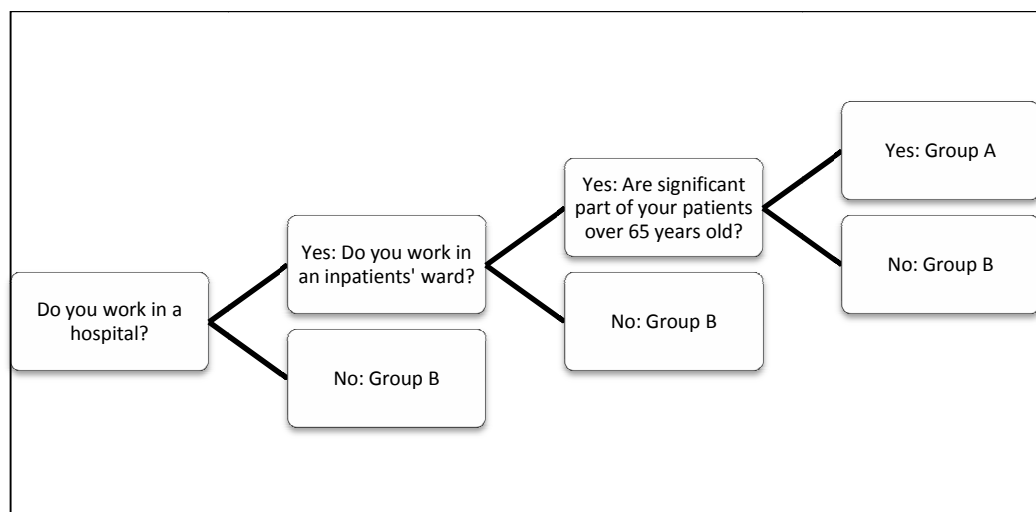 Do you work in a
hospital?
Yes: Do you work in
an inpatients' ward?
No: Group B
Yes: Are significant
part of your patients
over 65 years old?
No: Group B
Yes: Group A
No: Group B